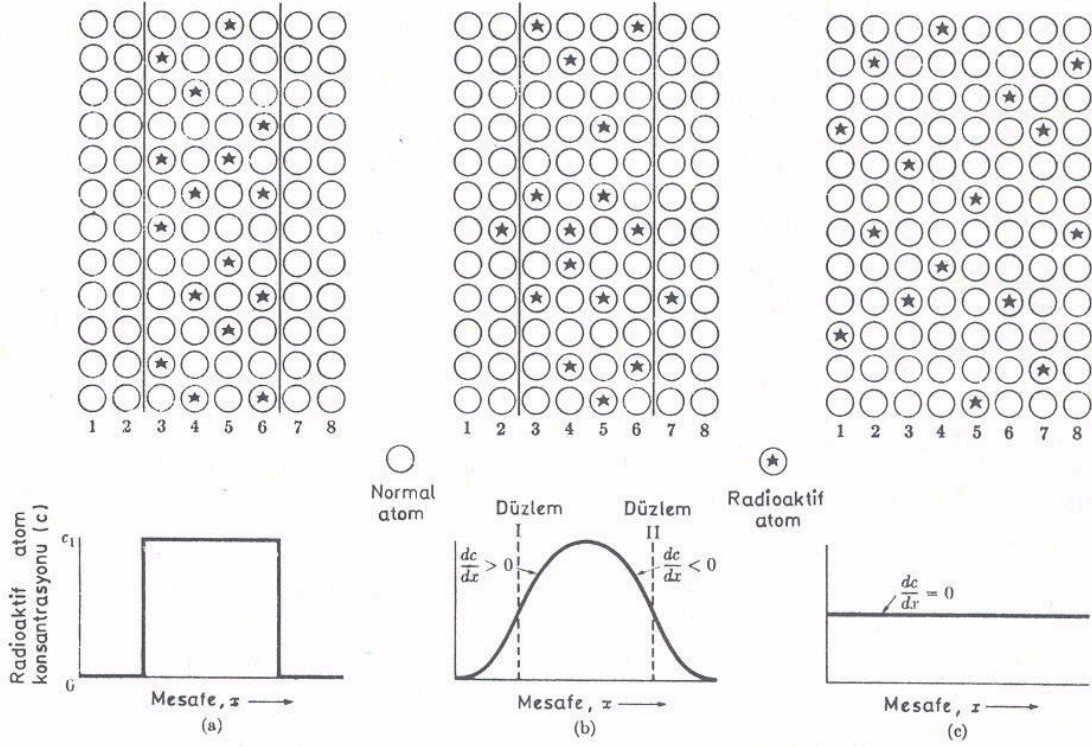 1 2 3 4 5 6 7 8
1 2 3 4 5 6 7 8
1 2 3 4 5 6 7 8
Normal
atom
Radioaktif
atom
Radioaktif atom
konsantrasyonu (c)
c1
0
Mesafe, x
(a)
Düzlem
I
Düzlem
II
dc/dx > 0
dc/dx < 0
Mesafe, x
(b)
dc/dx = 0
Mesafe, x
(c)